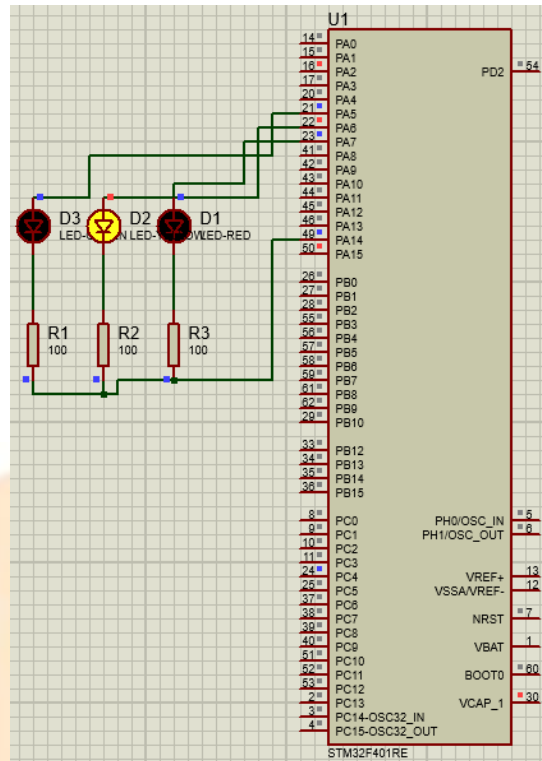 U1
14 PA0
15 PA1
16 PA2 PD2 54
17 PA3
20 PA4
21 PA5
22 PA6
23 PA7
41 PA8
42 PA9
43 PA10
44 PA11
45 PA12
46 PA13
49 PA14
50 PA15
D3 D2 D1
LED-RED
26 PB0
27 PB1
28 PB2
55 PB3
56 PB4
57 PB5
58 PB6
59 PB7
61 PB8
62 PB9
29 PB10
R1 R2 R3
100 100 100
33 PB12
34 PB13
35 PB14
36 PB15
8 PC0 PH0/OSC_IN 5
9 PC1 PH1/OSC_OUT 6
10 PC2
11 PC3
24 PC4 VREF+ 13
25 PC5 VSSA/VREF- 12
37 PC6
38 PC7 NRST 7
39 PC8
40 PC9 VBAT 1
51 PC10
52 PC11 BOOT0 60
53 PC12
2 PC13 VCAP_1 30
3 PC14-OSC32_IN
4 PC15-OSC32_OUT
STM32F401RE